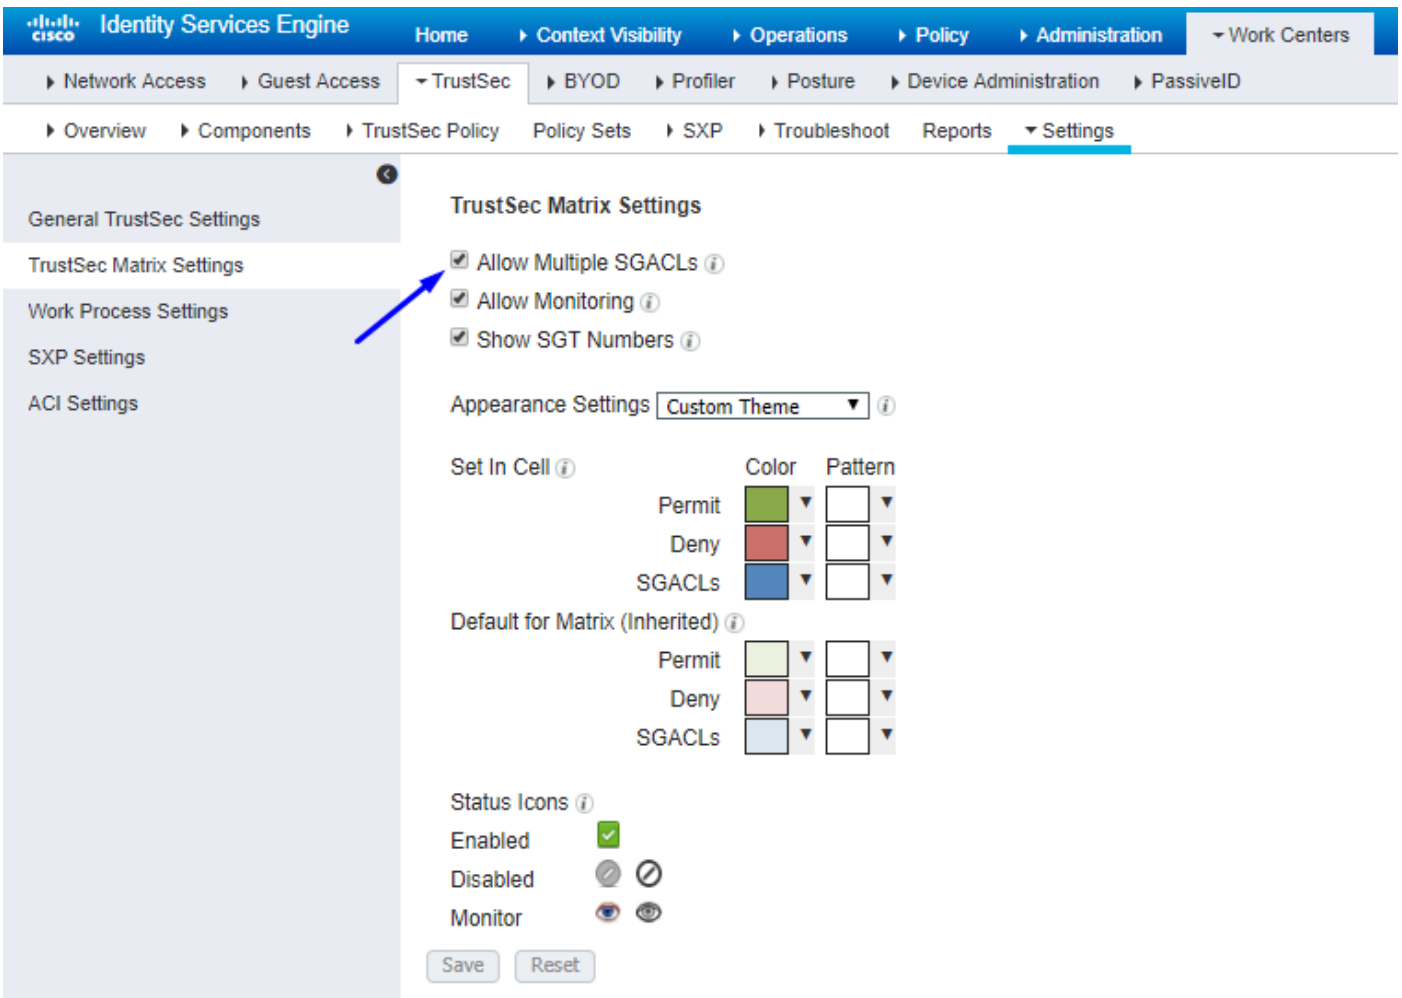 cisco Identity Services Engine Home Context Visibility Operations Policy Administration Work Centers
Network Access Guest Access TrustSec BYOD Profiler Posture Device Administration PassiveID
Overview Components TrustSec Policy Policy Sets SXP Troubleshoot Reports Settings
General TrustSec Settings
TrustSec Matrix Settings
Work Process Settings
SXP Settings
ACI Settings
TrustSec Matrix Settings
Allow Multiple SGACLs i
Allow Monitoring i
Show SGT Numbers i
Appearance Settings Custom Theme i
Set In Cell i Color Pattern
Permit
Deny
SGACLs
Default for Matrix (Inherited) i
Permit
Deny
SGACLs
Status Icons i
Enabled
Disabled
Monitor
Save Reset